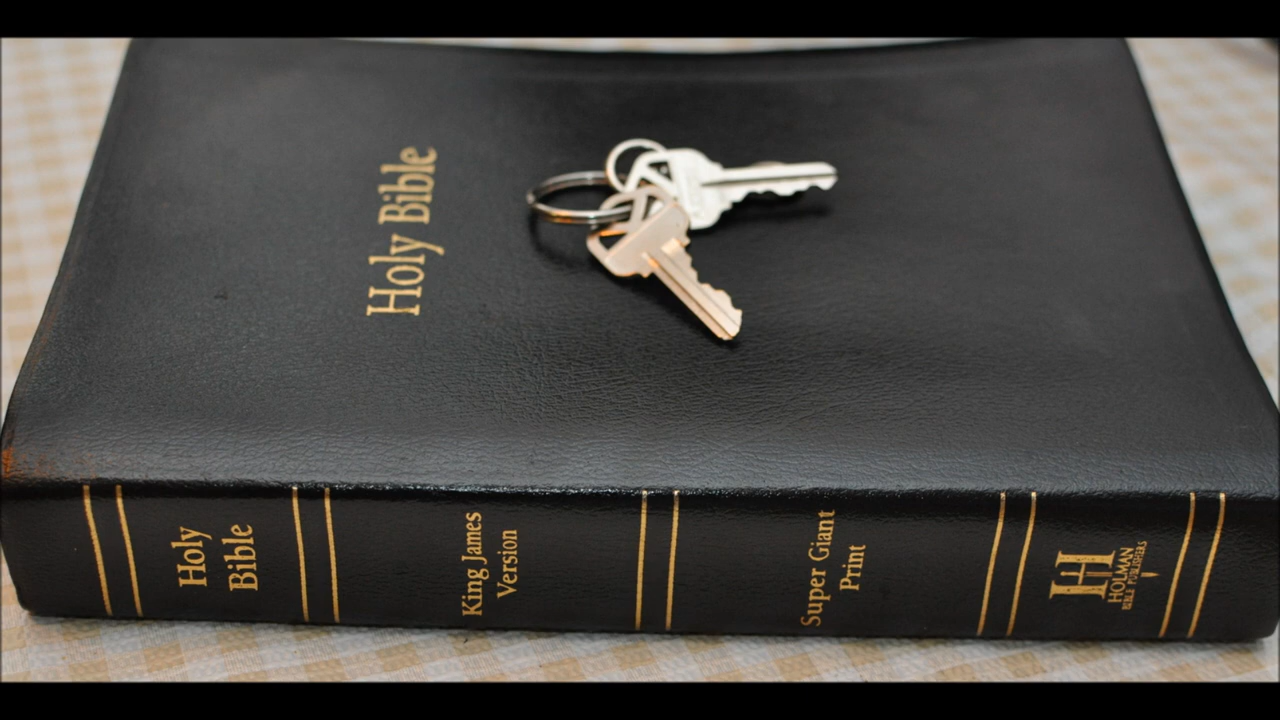 Holy Bible
Holy
Bible
King James
Version
Super Giant
Print
HOLMAN
BIBLE PUBLISHERS